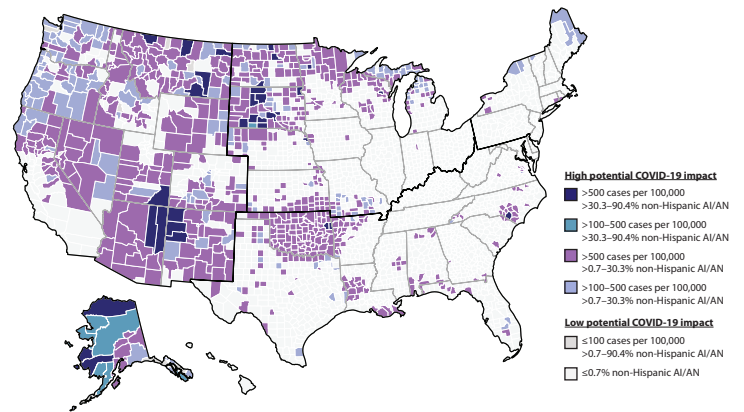 High potential COVID-19 impact
>500 cases per 100,000
>30.3–90.4% non-Hispanic AI/AN
>100–500 cases per 100,000
>30.3–90.4% non-Hispanic AI/AN
>500 cases per 100,000
>0.7–30.3% non-Hispanic AI/AN
>100–500 cases per 100,000
>0.7–30.3% non-Hispanic AI/AN
Low potential COVID-19 impact
≤100 cases per 100,000
>0.7–90.4% non-Hispanic AI/AN
≤0.7% non-Hispanic AI/AN